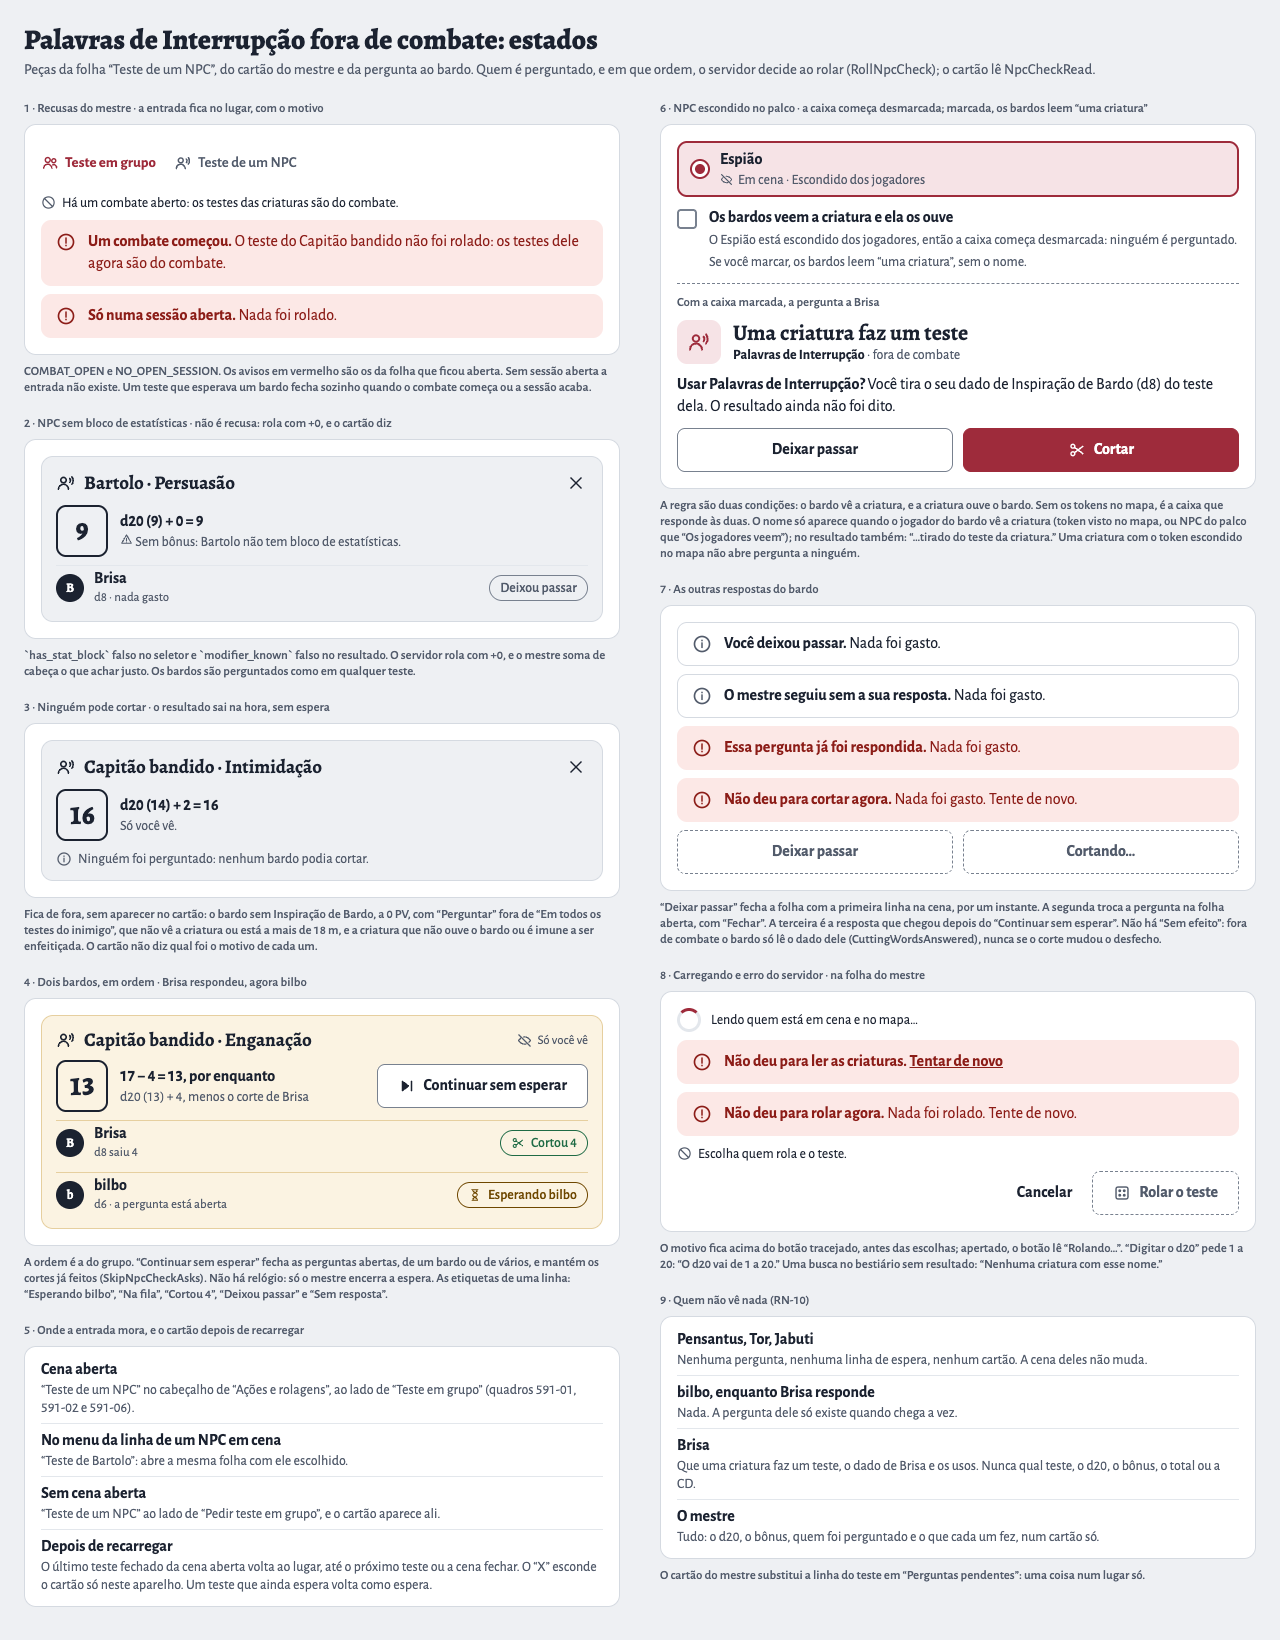 Palavras de Interrupção fora de combate: estados
Peças da folha “Teste de um NPC”, do cartão do mestre e da pergunta ao bardo. Quem é perguntado, e em que ordem, o servidor decide ao rolar (RollNpcCheck); o cartão lê NpcCheckRead.
1 · Recusas do mestre · a entrada fica no lugar, com o motivo
Teste em grupo
Teste de um NPC
Há um combate aberto: os testes das criaturas são do combate.
Um combate começou. O teste do Capitão bandido não foi rolado: os testes dele
agora são do combate.
Só numa sessão aberta. Nada foi rolado.
COMBAT_OPEN e NO_OPEN_SESSION. Os avisos em vermelho são os da folha que ficou aberta. Sem sessão aberta a
entrada não existe. Um teste que esperava um bardo fecha sozinho quando o combate começa ou a sessão acaba.
2 · NPC sem bloco de estatísticas · não é recusa: rola com +0, e o cartão diz
Bartolo · Persuasão
9
d20 (9) + 0 = 9
Sem bônus: Bartolo não tem bloco de estatísticas.
B
Brisa
d8 · nada gasto
Deixou passar
`has_stat_block` falso no seletor e `modifier_known` falso no resultado. O servidor rola com +0, e o mestre soma de
cabeça o que achar justo. Os bardos são perguntados como em qualquer teste.
3 · Ninguém pode cortar · o resultado sai na hora, sem espera
Capitão bandido · Intimidação
16
d20 (14) + 2 = 16
Só você vê.
Ninguém foi perguntado: nenhum bardo podia cortar.
Fica de fora, sem aparecer no cartão: o bardo sem Inspiração de Bardo, a 0 PV, com “Perguntar” fora de “Em todos os
testes do inimigo”, que não vê a criatura ou está a mais de 18 m, e a criatura que não ouve o bardo ou é imune a ser
enfeitiçada. O cartão não diz qual foi o motivo de cada um.
4 · Dois bardos, em ordem · Brisa respondeu, agora bilbo
Capitão bandido · Enganação
Só você vê
13
17 – 4 = 13, por enquanto
d20 (13) + 4, menos o corte de Brisa
Continuar sem esperar
B
Brisa
d8 saiu 4
Cortou 4
b
bilbo
d6 · a pergunta está aberta
Esperando bilbo
A ordem é a do grupo. “Continuar sem esperar” fecha as perguntas abertas, de um bardo ou de vários, e mantém os
cortes já feitos (SkipNpcCheckAsks). Não há relógio: só o mestre encerra a espera. As etiquetas de uma linha:
“Esperando bilbo”, “Na fila”, “Cortou 4”, “Deixou passar” e “Sem resposta”.
5 · Onde a entrada mora, e o cartão depois de recarregar
Cena aberta
“Teste de um NPC” no cabeçalho de “Ações e rolagens”, ao lado de “Teste em grupo” (quadros 591-01,
591-02 e 591-06).
No menu da linha de um NPC em cena
“Teste de Bartolo”: abre a mesma folha com ele escolhido.
Sem cena aberta
“Teste de um NPC” ao lado de “Pedir teste em grupo”, e o cartão aparece ali.
Depois de recarregar
O último teste fechado da cena aberta volta ao lugar, até o próximo teste ou a cena fechar. O “X” esconde
o cartão só neste aparelho. Um teste que ainda espera volta como espera.
6 · NPC escondido no palco · a caixa começa desmarcada; marcada, os bardos leem “uma criatura”
Espião
Em cena · Escondido dos jogadores
Os bardos veem a criatura e ela os ouve
O Espião está escondido dos jogadores, então a caixa começa desmarcada: ninguém é perguntado.
Se você marcar, os bardos leem “uma criatura”, sem o nome.
Com a caixa marcada, a pergunta a Brisa
Uma criatura faz um teste
Palavras de Interrupção · fora de combate
Usar Palavras de Interrupção? Você tira o seu dado de Inspiração de Bardo (d8) do teste
dela. O resultado ainda não foi dito.
Deixar passar
Cortar
A regra são duas condições: o bardo vê a criatura, e a criatura ouve o bardo. Sem os tokens no mapa, é a caixa que
responde às duas. O nome só aparece quando o jogador do bardo vê a criatura (token visto no mapa, ou NPC do palco
que “Os jogadores veem”); no resultado também: “…tirado do teste da criatura.” Uma criatura com o token escondido
no mapa não abre pergunta a ninguém.
7 · As outras respostas do bardo
Você deixou passar. Nada foi gasto.
O mestre seguiu sem a sua resposta. Nada foi gasto.
Essa pergunta já foi respondida. Nada foi gasto.
Não deu para cortar agora. Nada foi gasto. Tente de novo.
Deixar passar
Cortando…
“Deixar passar” fecha a folha com a primeira linha na cena, por um instante. A segunda troca a pergunta na folha
aberta, com “Fechar”. A terceira é a resposta que chegou depois do “Continuar sem esperar”. Não há “Sem efeito”: fora
de combate o bardo só lê o dado dele (CuttingWordsAnswered), nunca se o corte mudou o desfecho.
8 · Carregando e erro do servidor · na folha do mestre
Lendo quem está em cena e no mapa…
Não deu para ler as criaturas. Tentar de novo
Não deu para rolar agora. Nada foi rolado. Tente de novo.
Escolha quem rola e o teste.
Cancelar
Rolar o teste
O motivo fica acima do botão tracejado, antes das escolhas; apertado, o botão lê “Rolando…”. “Digitar o d20” pede 1 a
20: “O d20 vai de 1 a 20.” Uma busca no bestiário sem resultado: “Nenhuma criatura com esse nome.”
9 · Quem não vê nada (RN-10)
Pensantus, Tor, Jabuti
Nenhuma pergunta, nenhuma linha de espera, nenhum cartão. A cena deles não muda.
bilbo, enquanto Brisa responde
Nada. A pergunta dele só existe quando chega a vez.
Brisa
Que uma criatura faz um teste, o dado de Brisa e os usos. Nunca qual teste, o d20, o bônus, o total ou a
CD.
O mestre
Tudo: o d20, o bônus, quem foi perguntado e o que cada um fez, num cartão só.
O cartão do mestre substitui a linha do teste em “Perguntas pendentes”: uma coisa num lugar só.